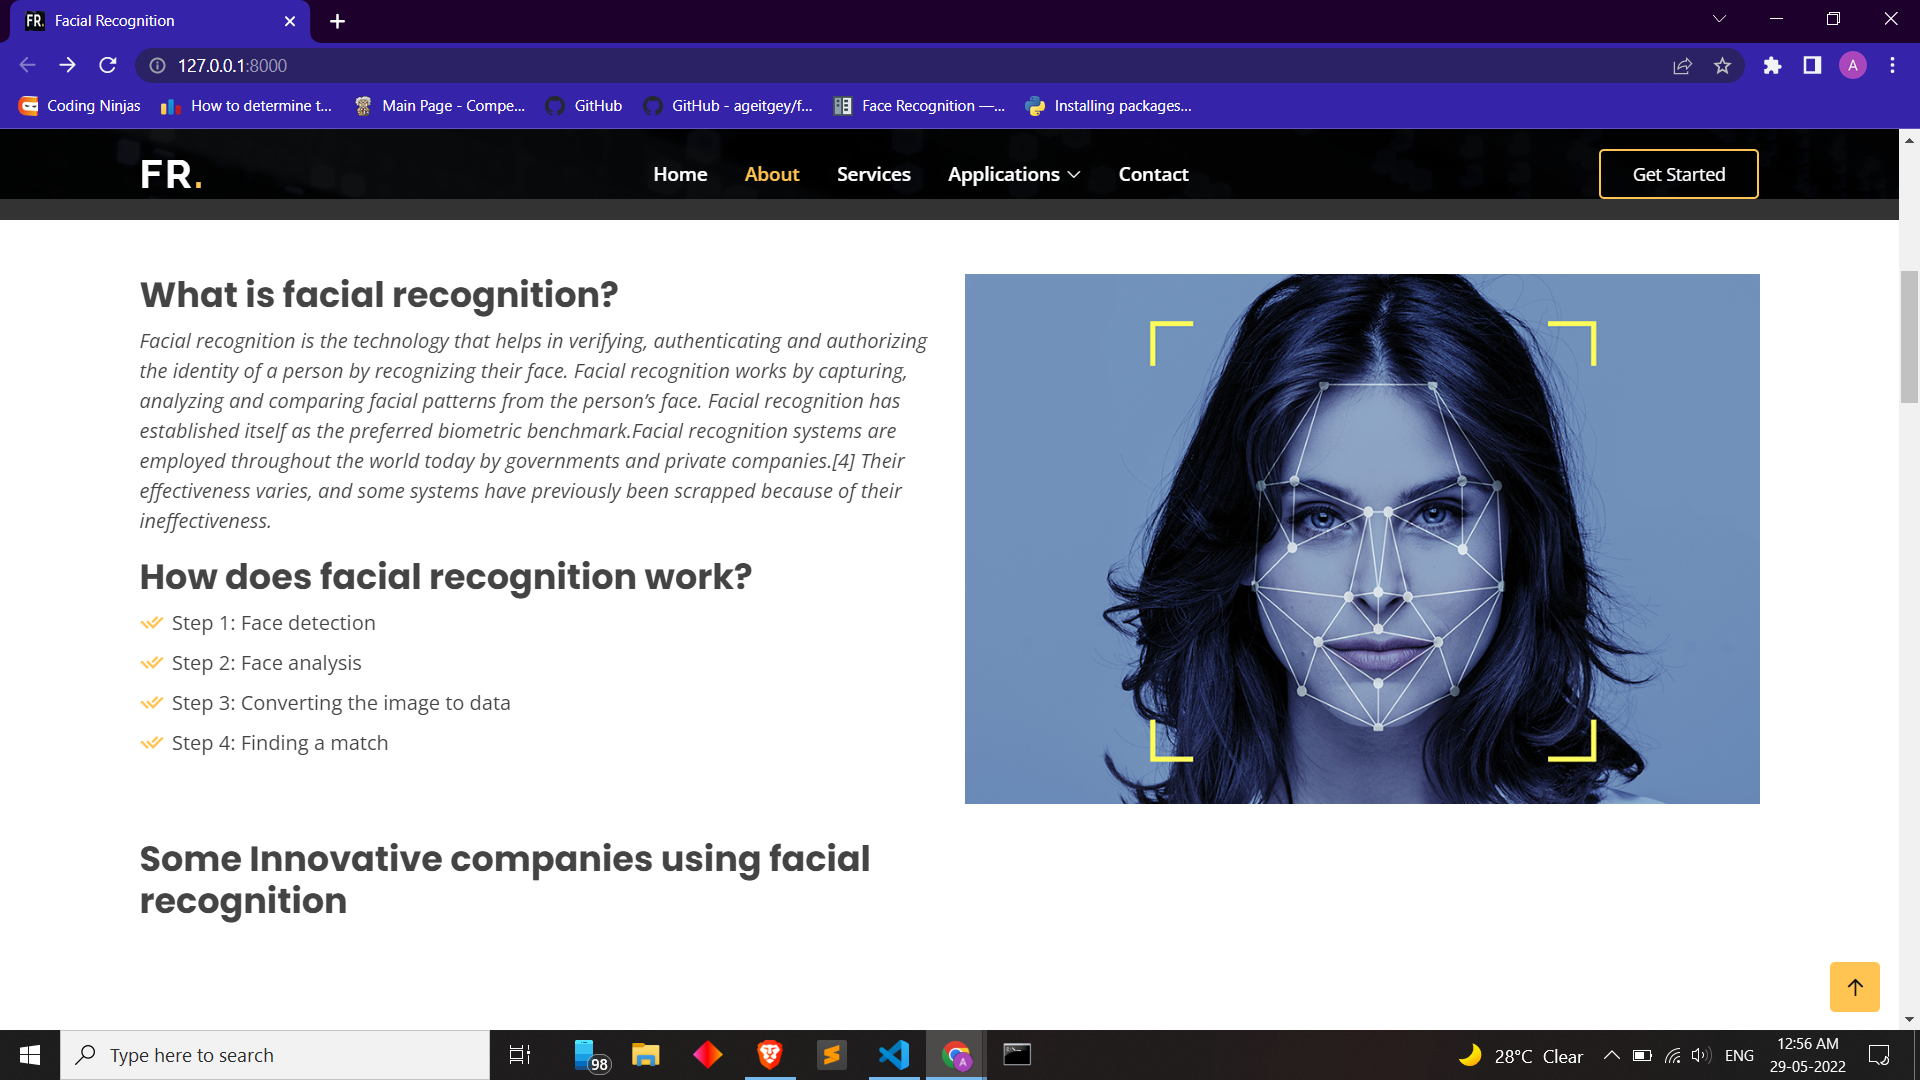 FR. Facial Recognition
127.0.0.1:8000
A
Coding Ninjas How to determine t... Main Page - Compe... GitHub GitHub - ageitgey/f... Face Recognition —... Installing packages...
FR. Home About Services Applications Contact Get Started
What is facial recognition?
Facial recognition is the technology that helps in verifying, authenticating and authorizing
the identity of a person by recognizing their face. Facial recognition works by capturing,
analyzing and comparing facial patterns from the person’s face. Facial recognition has
established itself as the preferred biometric benchmark.Facial recognition systems are
employed throughout the world today by governments and private companies.[4] Their
effectiveness varies, and some systems have previously been scrapped because of their
ineffectiveness.
How does facial recognition work?
Step 1: Face detection
Step 2: Face analysis
Step 3: Converting the image to data
Step 4: Finding a match
Some Innovative companies using facial
recognition
Type here to search
98
A
28°C Clear
ENG
12:56 AM
29-05-2022